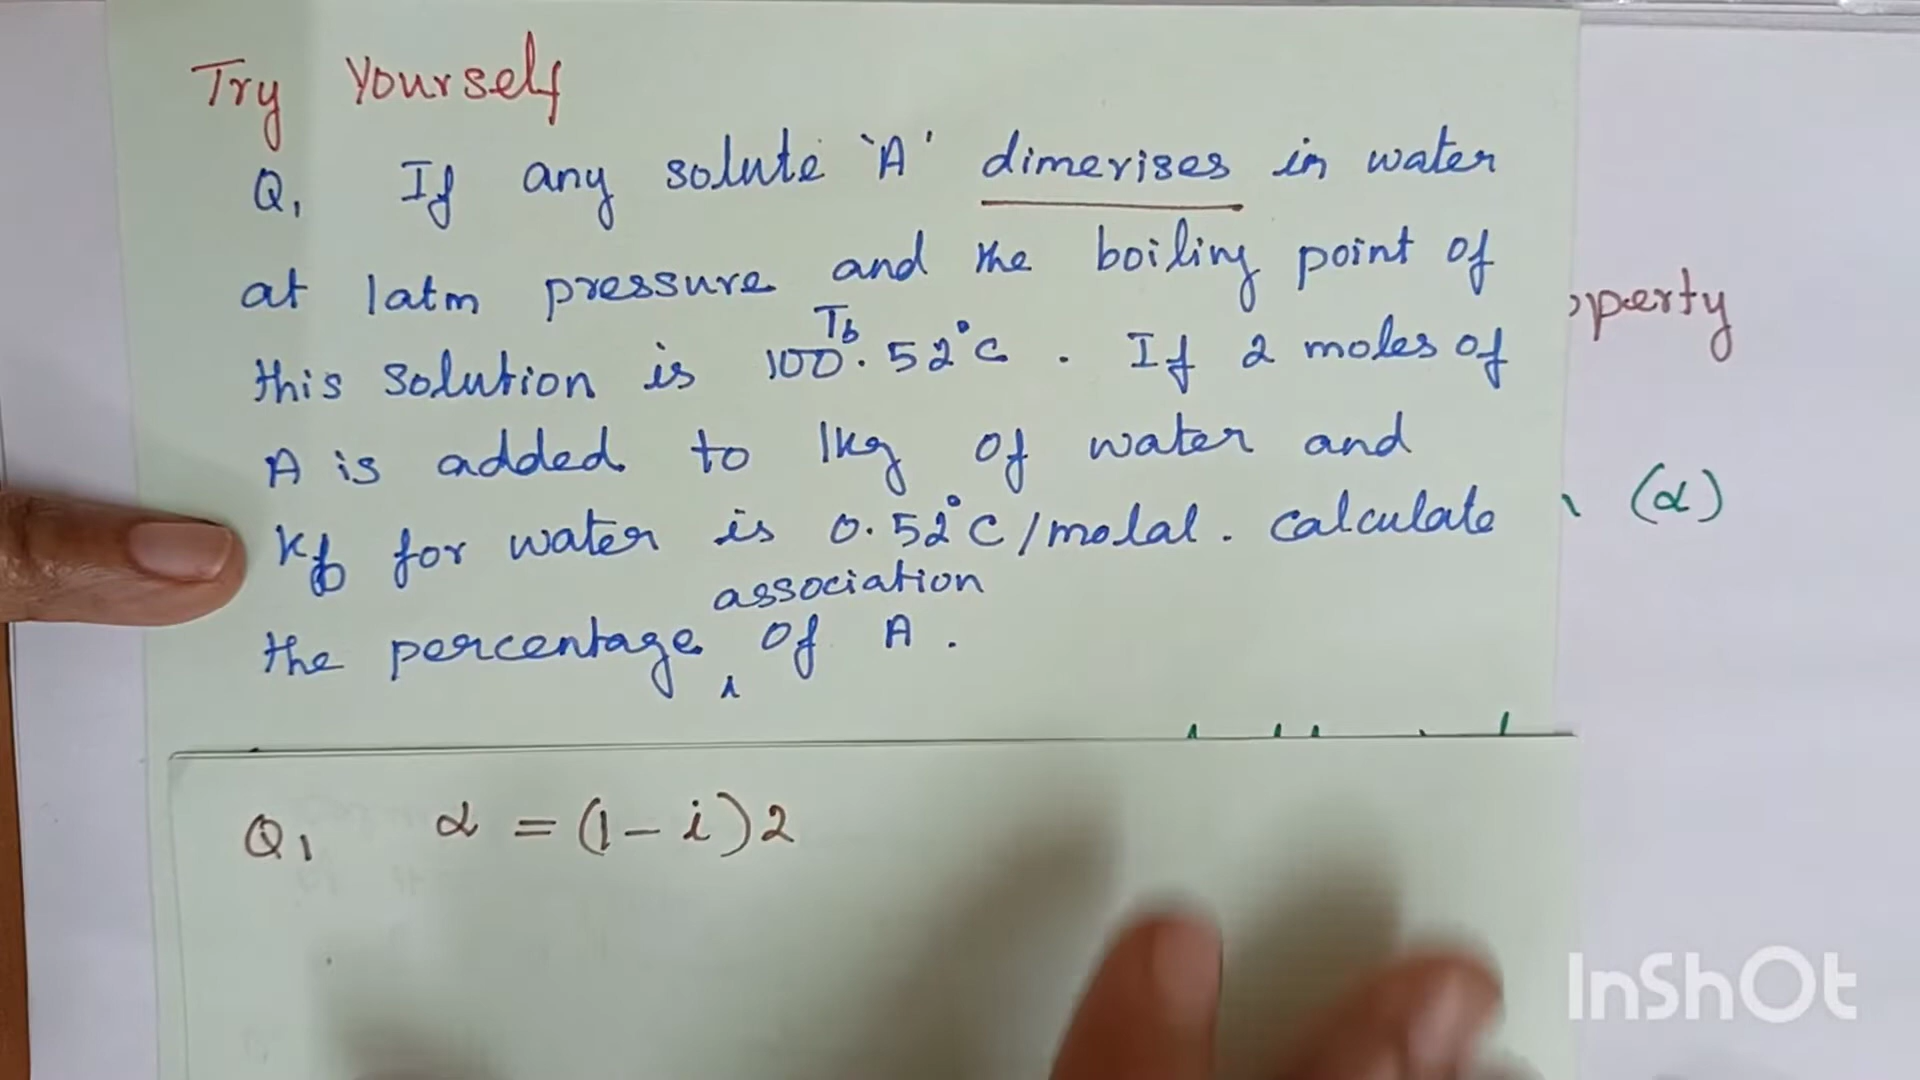 Try Yourself
Q1 If any solute 'A' dimerises in water
at 1atm pressure and the boiling point of
Tb
this solution is 100.52°C. If 2 moles of
A is added to 1kg of water and
Kb for water is 0.52°C/molal. calculate
association
the percentage of A.
operty
(α)
Q1 α = (1-i)2
InShOt